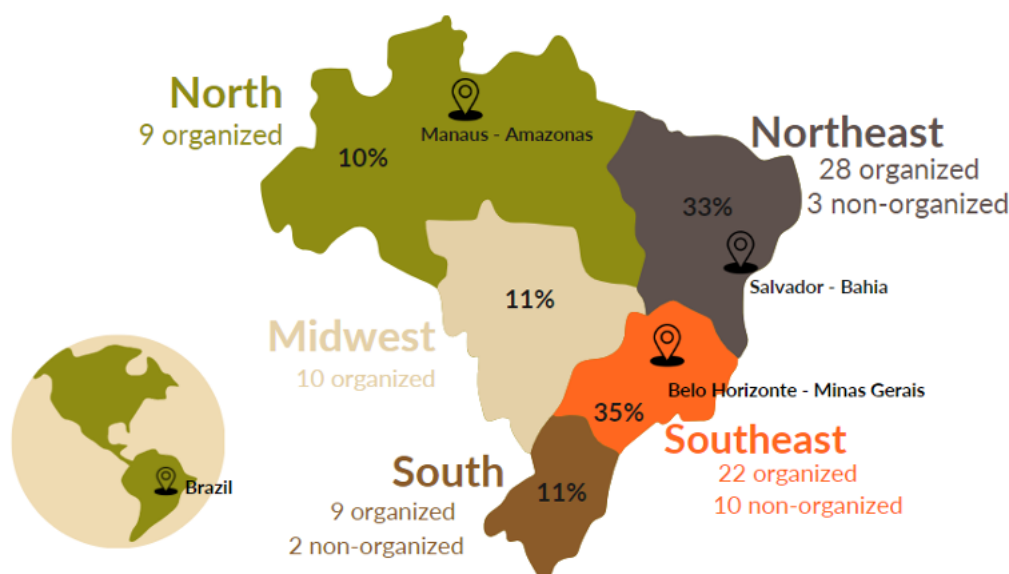 North
9 organized
10%
Manaus - Amazonas
Northeast
28 organized
3 non-organized
33%
Salvador - Bahia
Midwest
10 organized
11%
Belo Horizonte - Minas Gerais
35%
Southeast
22 organized
10 non-organized
South
9 organized
2 non-organized
11%
Brazil